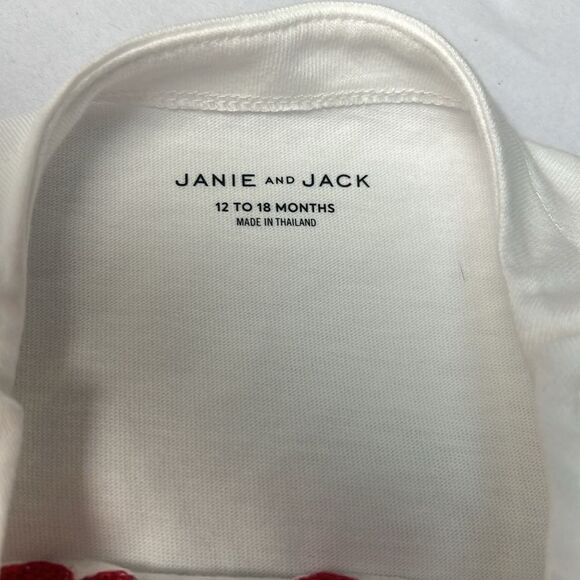 JANIE AND JACK
12 TO 18 MONTHS
MADE IN THAILAND